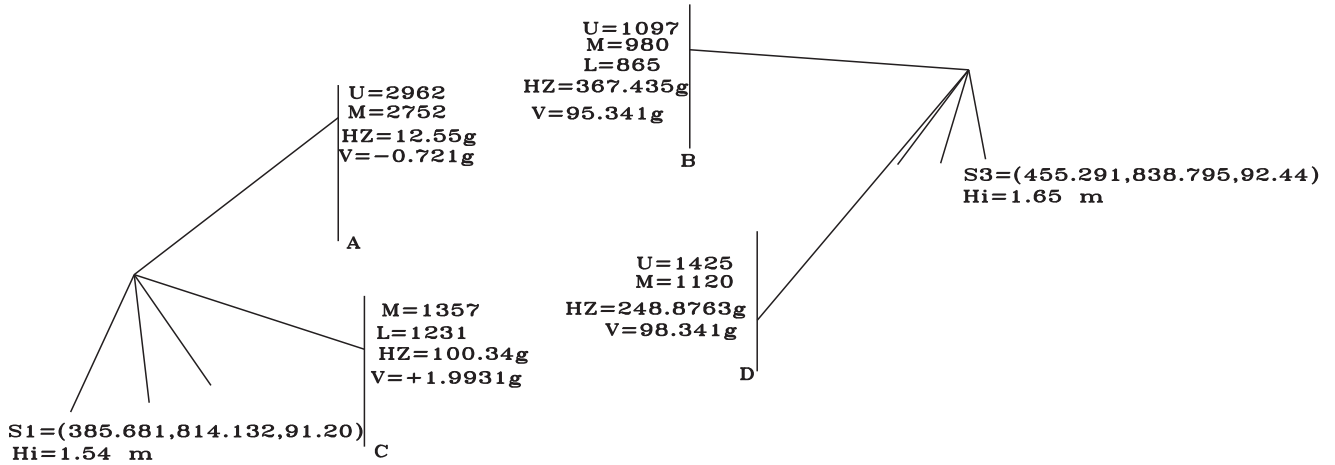 U=2962
M=2752
HZ=12.55g
V=-0.721g
A
M=1357
L=1231
HZ=100.34g
V=+1.9931g
C
S1=(385.681,814.132,91.20)
Hi=1.54 m
U=1097
M=980
L=865
HZ=367.435g
V=95.341g
B
U=1425
M=1120
HZ=248.8763g
V=98.341g
D
S3=(455.291,838.795,92.44)
Hi=1.65 m